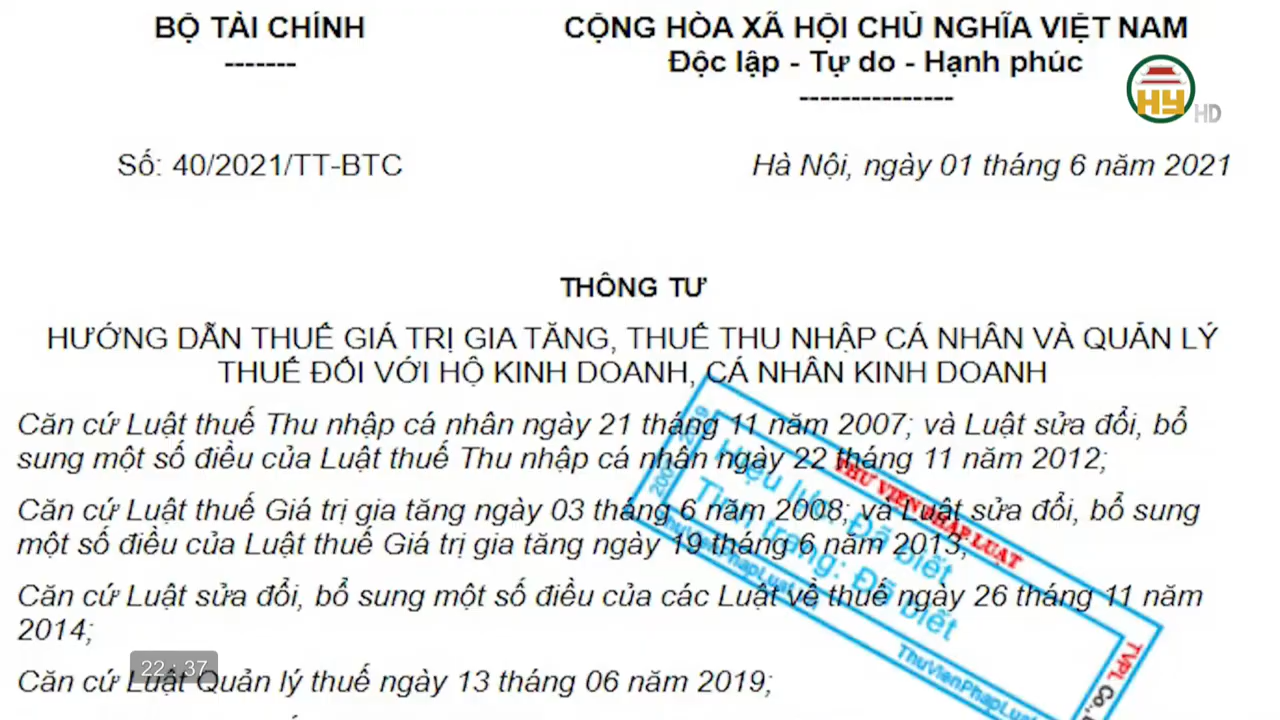 BỘ TÀI CHÍNH
-------
CỘNG HÒA XÃ HỘI CHỦ NGHĨA VIỆT NAM
Độc lập - Tự do - Hạnh phúc
---------------
HY HD
Số: 40/2021/TT-BTC
Hà Nội, ngày 01 tháng 6 năm 2021
THÔNG TƯ
HƯỚNG DẪN THUẾ GIÁ TRỊ GIA TĂNG, THUẾ THU NHẬP CÁ NHÂN VÀ QUẢN LÝ
THUẾ ĐỐI VỚI HỘ KINH DOANH, CÁ NHÂN KINH DOANH
Căn cứ Luật thuế Thu nhập cá nhân ngày 21 tháng 11 năm 2007; và Luật sửa đổi, bổ
sung một số điều của Luật thuế Thu nhập cá nhân ngày 22 tháng 11 năm 2012;
Căn cứ Luật thuế Giá trị gia tăng ngày 03 tháng 6 năm 2008; và Luật sửa đổi, bổ sung
một số điều của Luật thuế Giá trị gia tăng ngày 19 tháng 6 năm 2013;
Căn cứ Luật sửa đổi, bổ sung một số điều của các Luật về thuế ngày 26 tháng 11 năm
2014;
Căn cứ Luật Quản lý thuế ngày 13 tháng 06 năm 2019;
22 : 37
THƯ VIỆN PHÁP LUẬT
Hiệu lực: Đã biết
Tình trạng: Đã biết
ThuVienPhapLuat.vn
ThuVienPhapLuat
TVPL Co.,